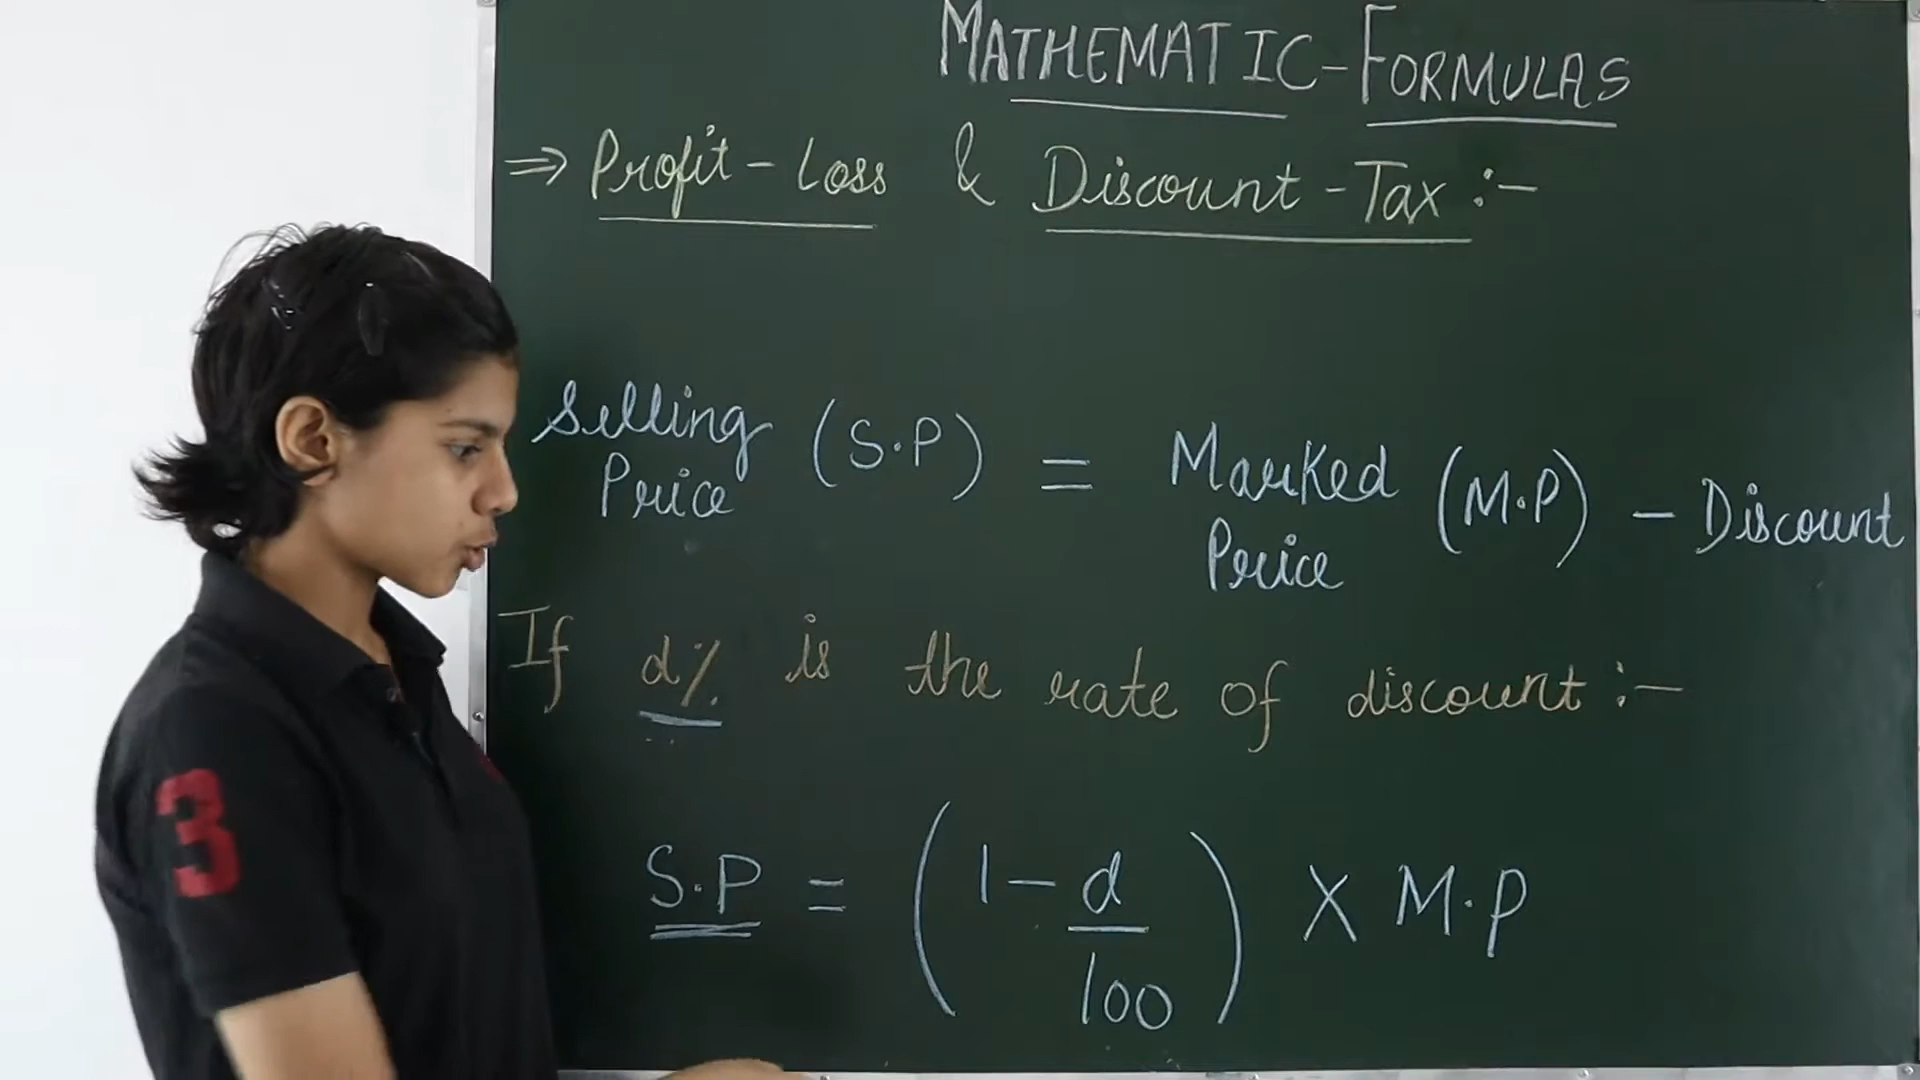 MATHEMATIC-FORMULAS
⇒ Profit - Loss & Discount - Tax :-
Selling Price (S.P) = Marked Price (M.P) - Discount
If d% is the rate of discount :-
S.P = (1 - d/100) X M.P
3